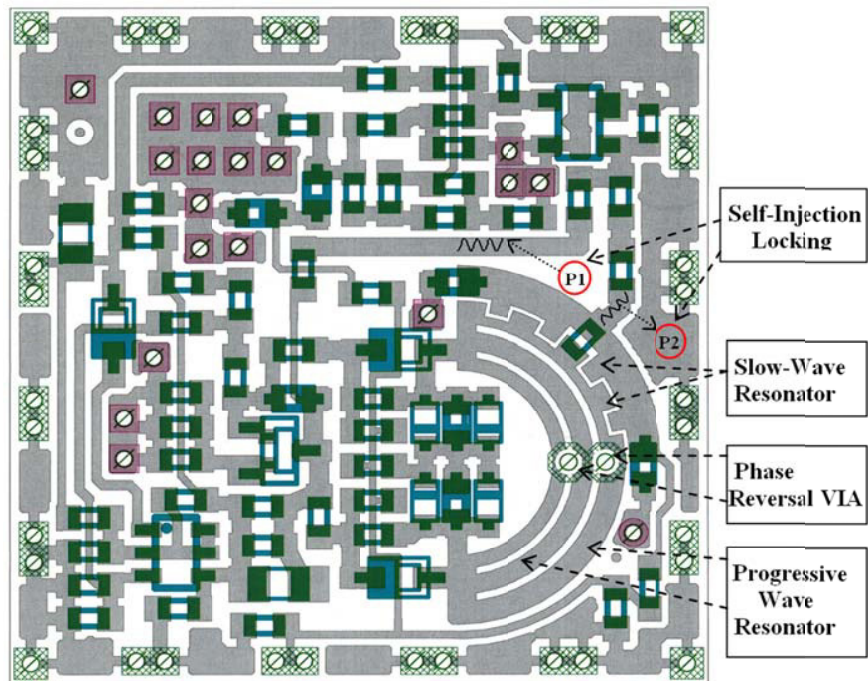 Self-Injection
Locking
P1
P2
Slow-Wave
Resonator
Phase
Reversal VIA
Progressive
Wave
Resonator